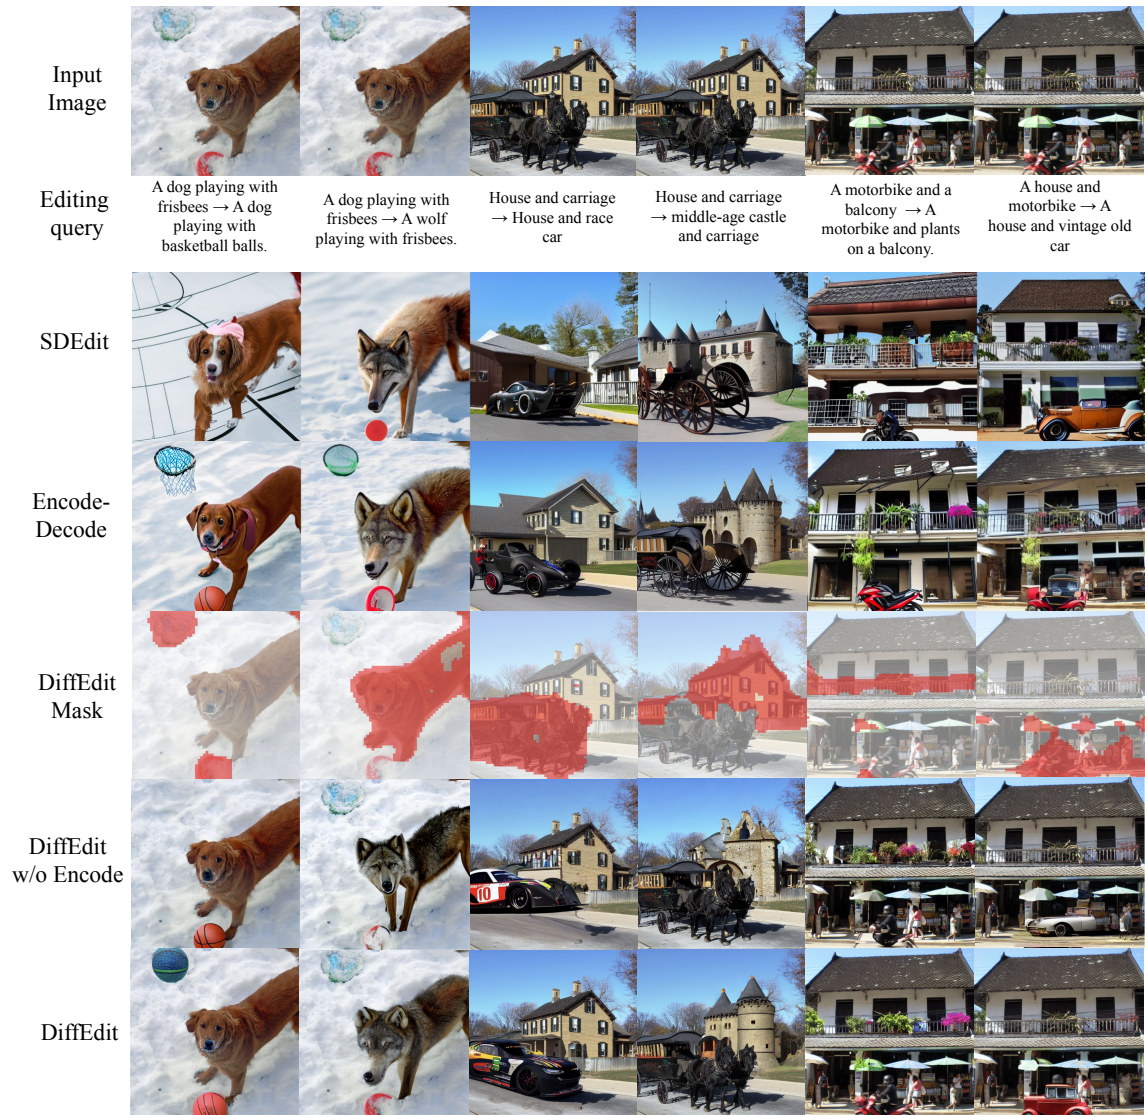 Input
Image
Editing
query
A dog playing with
frisbees → A dog
playing with
basketball balls.
A dog playing with
frisbees → A wolf
playing with frisbees.
House and carriage
→ House and race
car
House and carriage
→ middle-age castle
and carriage
A motorbike and a
balcony → A
motorbike and plants
on a balcony.
A house and
motorbike → A
house and vintage old
car
SDEdit
Encode-
Decode
DiffEdit
Mask
DiffEdit
w/o Encode
10
DiffEdit